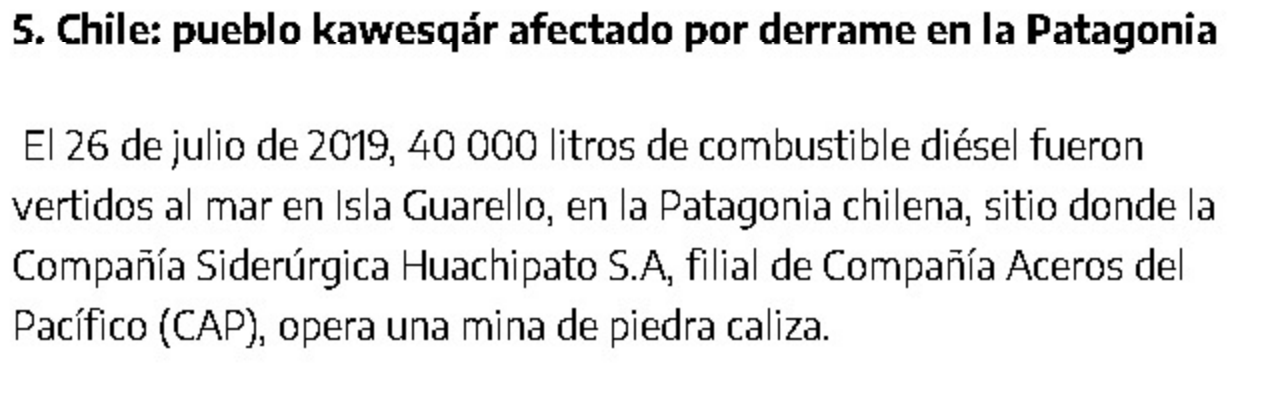 5. Chile: pueblo kawesqár afectado por derrame en la Patagonia
El 26 de julio de 2019, 40 000 litros de combustible diésel fueron
vertidos al mar en Isla Guarello, en la Patagonia chilena, sitio donde la
Compañía Siderúrgica Huachipato S.A, filial de Compañía Aceros del
Pacífico (CAP), opera una mina de piedra caliza.